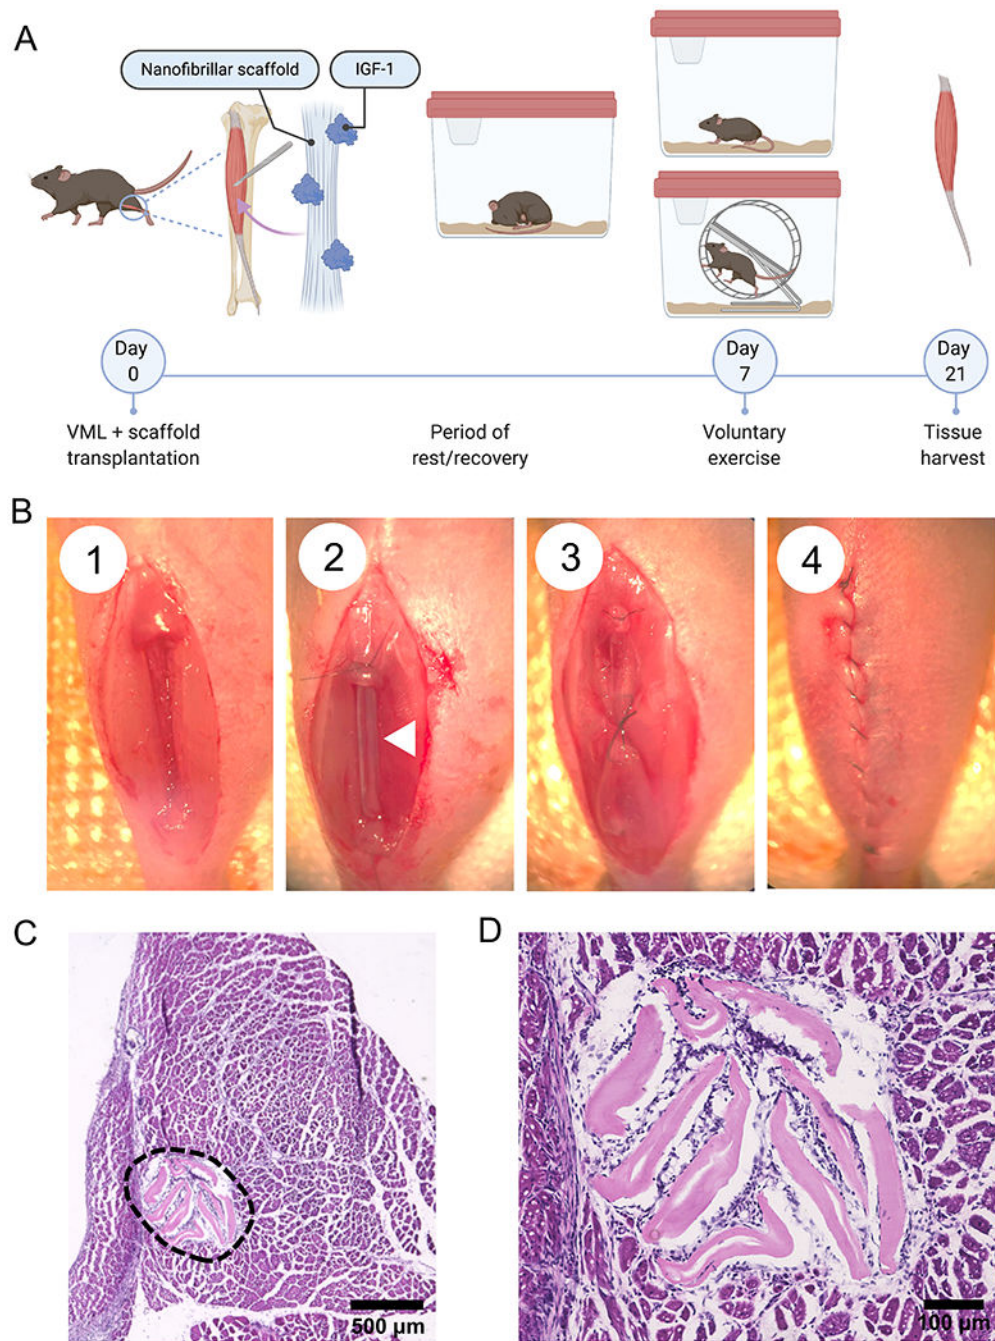 A
Nanofibrillar scaffold
IGF-1
Day
0
Day
7
Day
21
VML + scaffold
transplantation
Period of
rest/recovery
Voluntary
exercise
Tissue
harvest
B
1
2
3
4
C
D
500 µm
100 µm